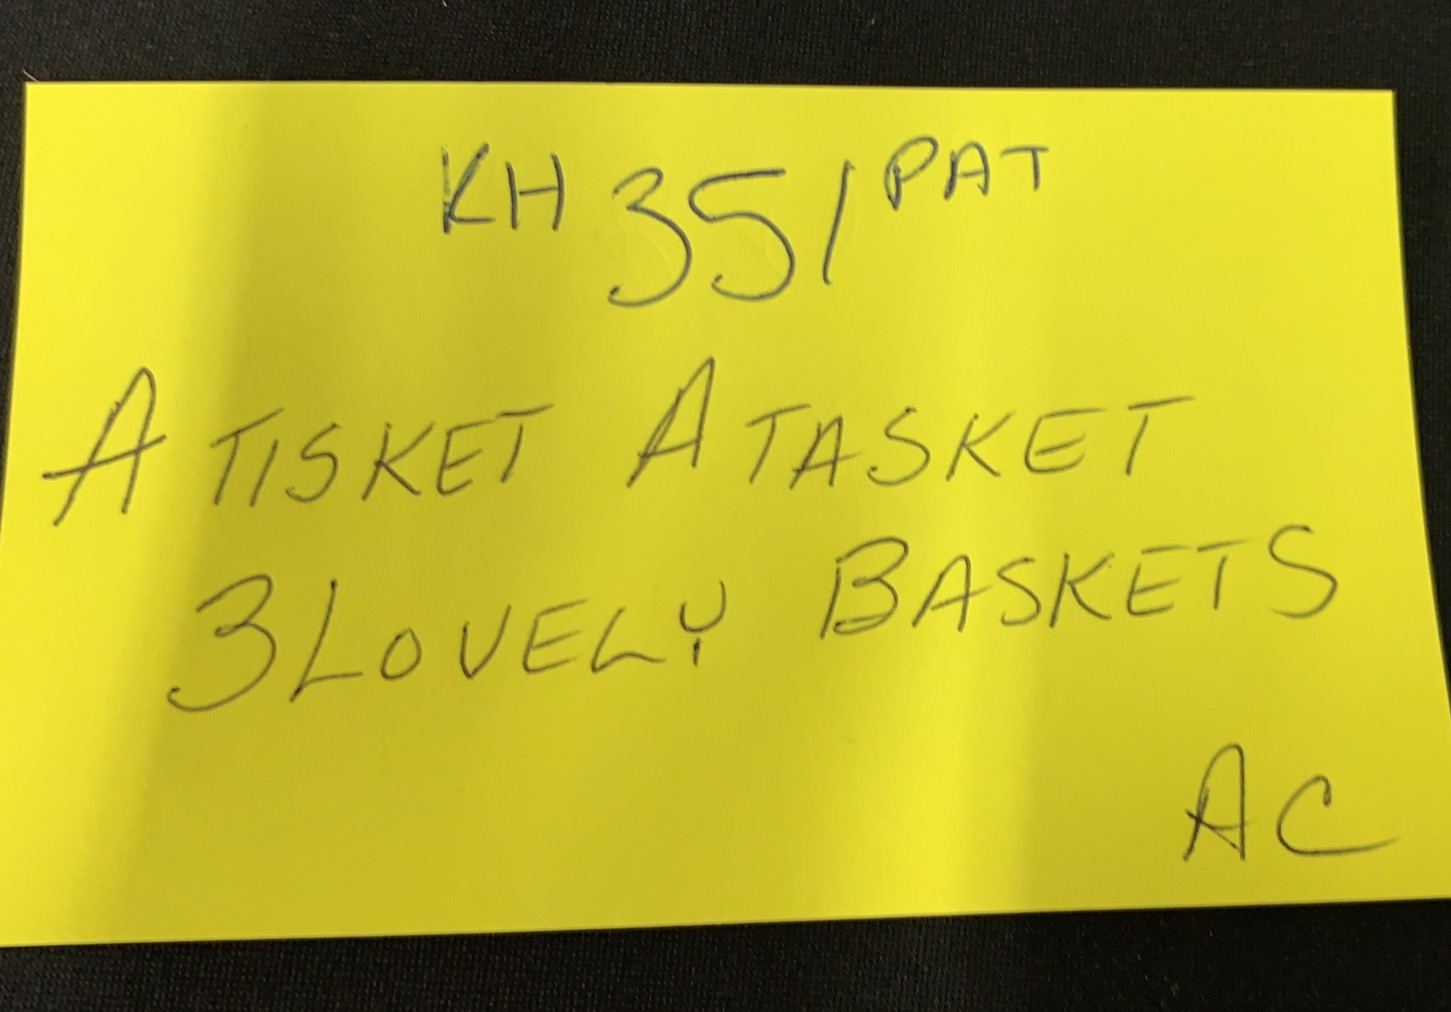 KH 351 PAT
A TISKET A TASKET
3 LOVELY BASKETS
AC